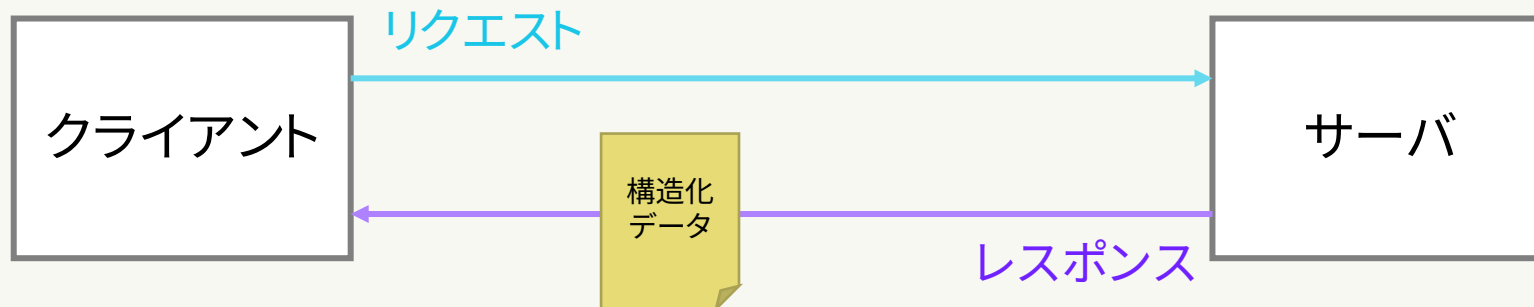 リクエスト
クライアント
サーバ
構造化
データ
レスポンス